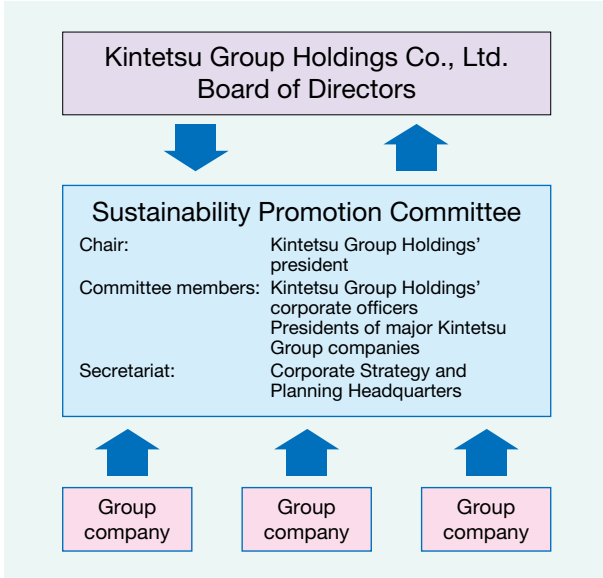 Kintetsu Group Holdings Co., Ltd.
Board of Directors
Sustainability Promotion Committee
Chair: Kintetsu Group Holdings'
president
Committee members: Kintetsu Group Holdings'
corporate officers
Presidents of major Kintetsu
Group companies
Secretariat: Corporate Strategy and
Planning Headquarters
Group
company
Group
company
Group
company